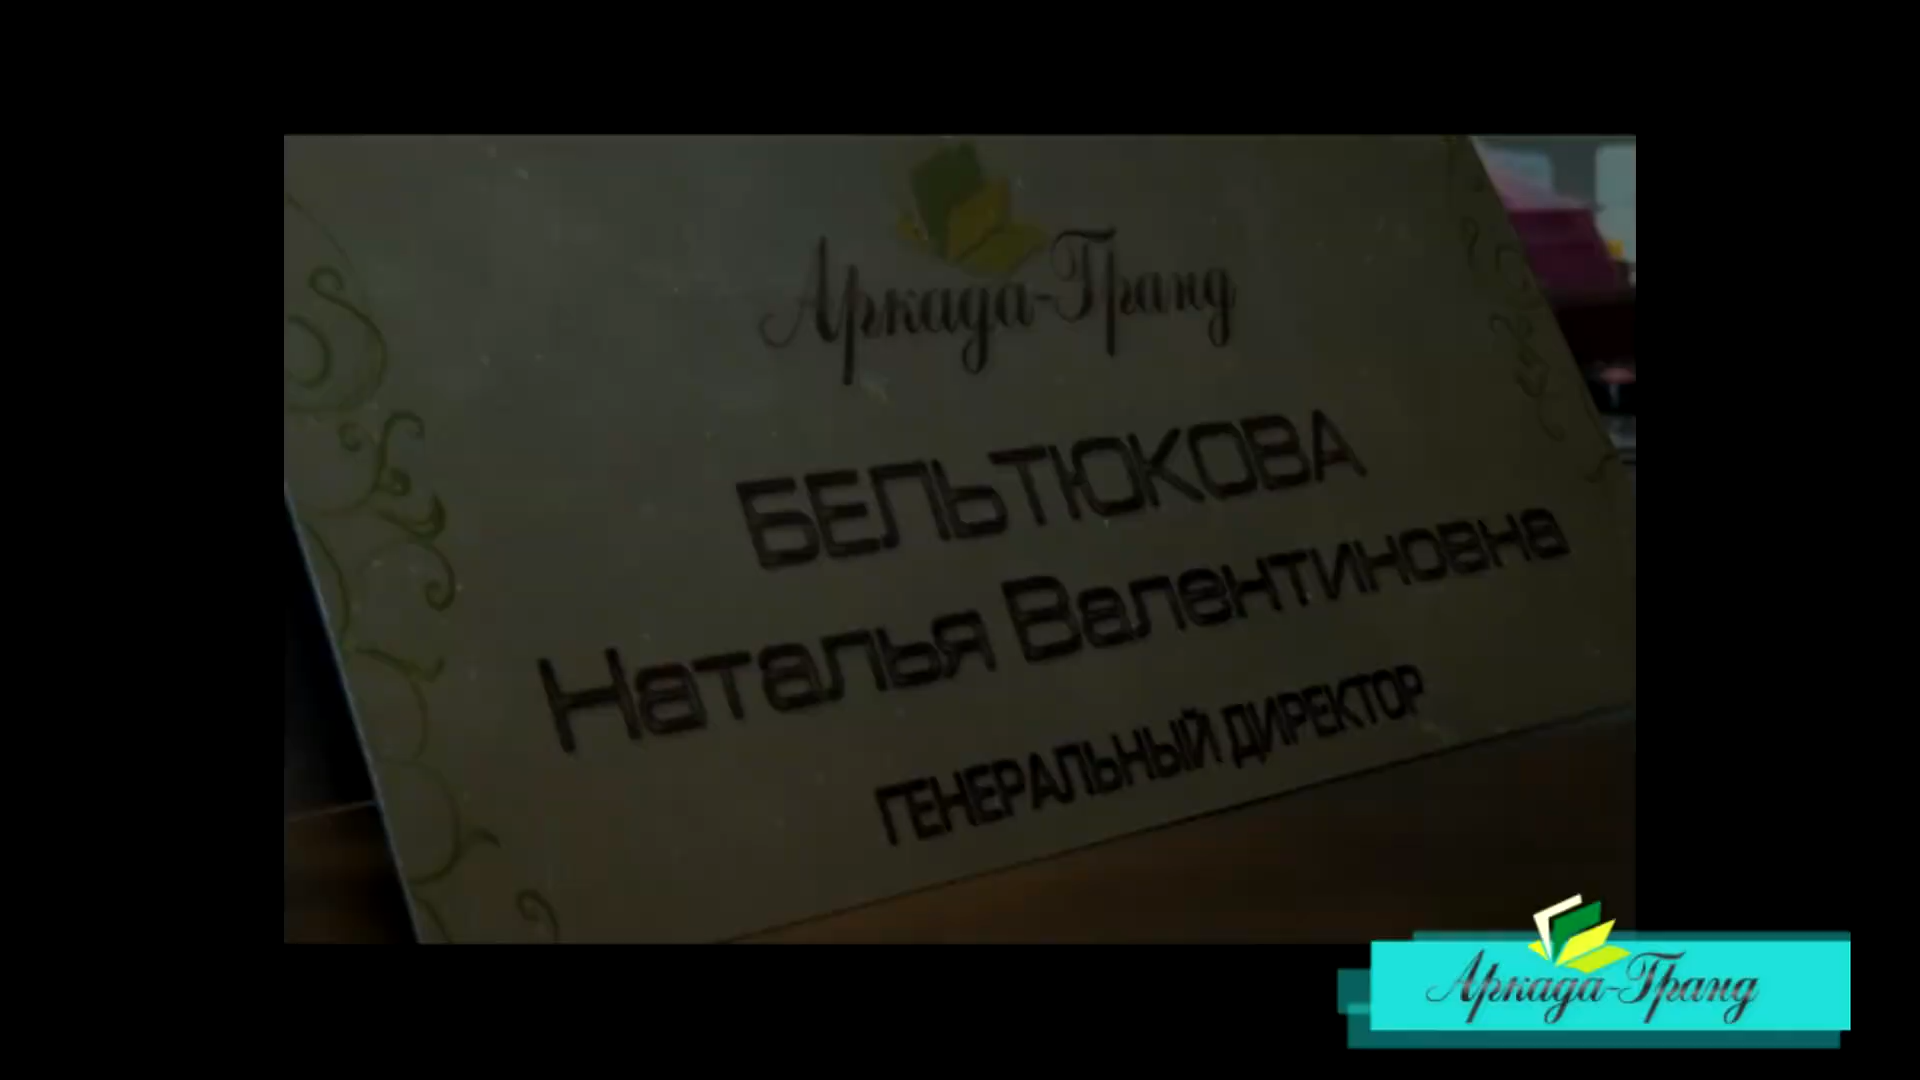 Аркада-Гранд
БЕЛЬТЮКОВА
Наталья Валентиновна
ГЕНЕРАЛЬНЫЙ ДИРЕКТОР
Аркада-Гранд